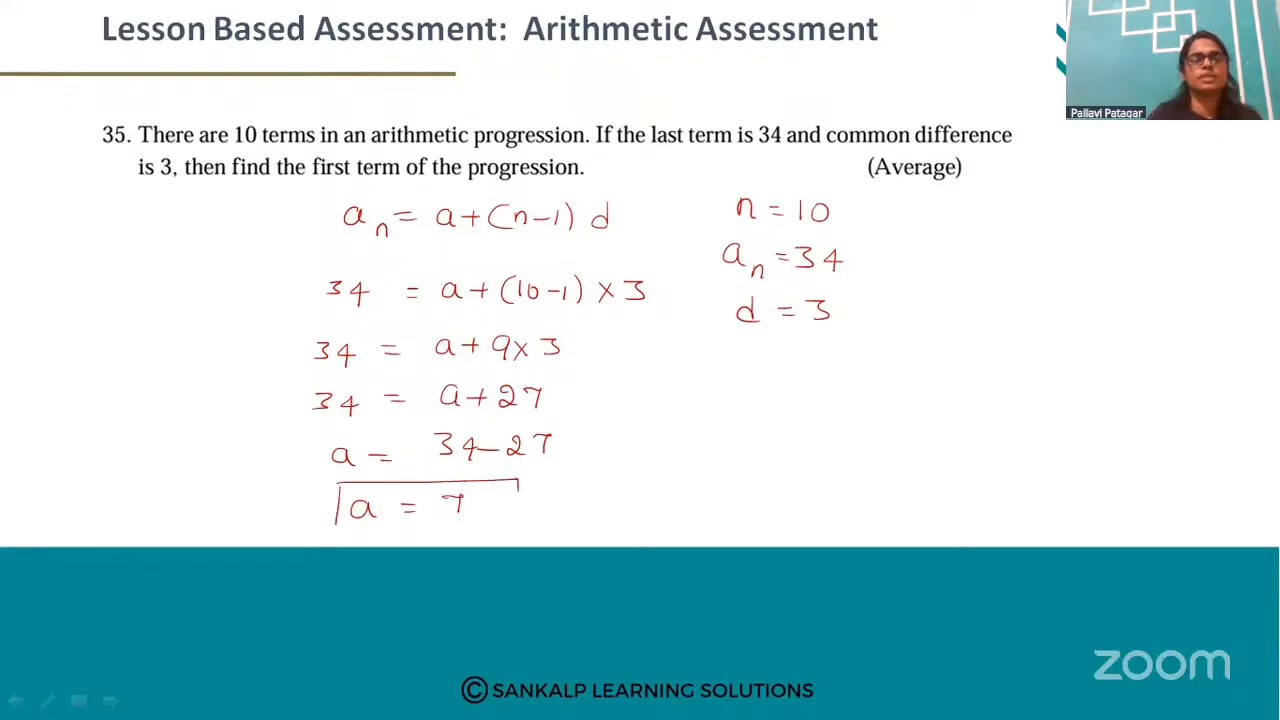 Lesson Based Assessment: Arithmetic Assessment
Pallavi Patagar
35. There are 10 terms in an arithmetic progression. If the last term is 34 and common difference
is 3, then find the first term of the progression. (Average)
aₙ = a + (n-1) d
34 = a + (10-1) × 3
34 = a + 9 × 3
34 = a + 27
a = 34 - 27
a = 7
n = 10
aₙ = 34
d = 3
zoom
© SANKALP LEARNING SOLUTIONS